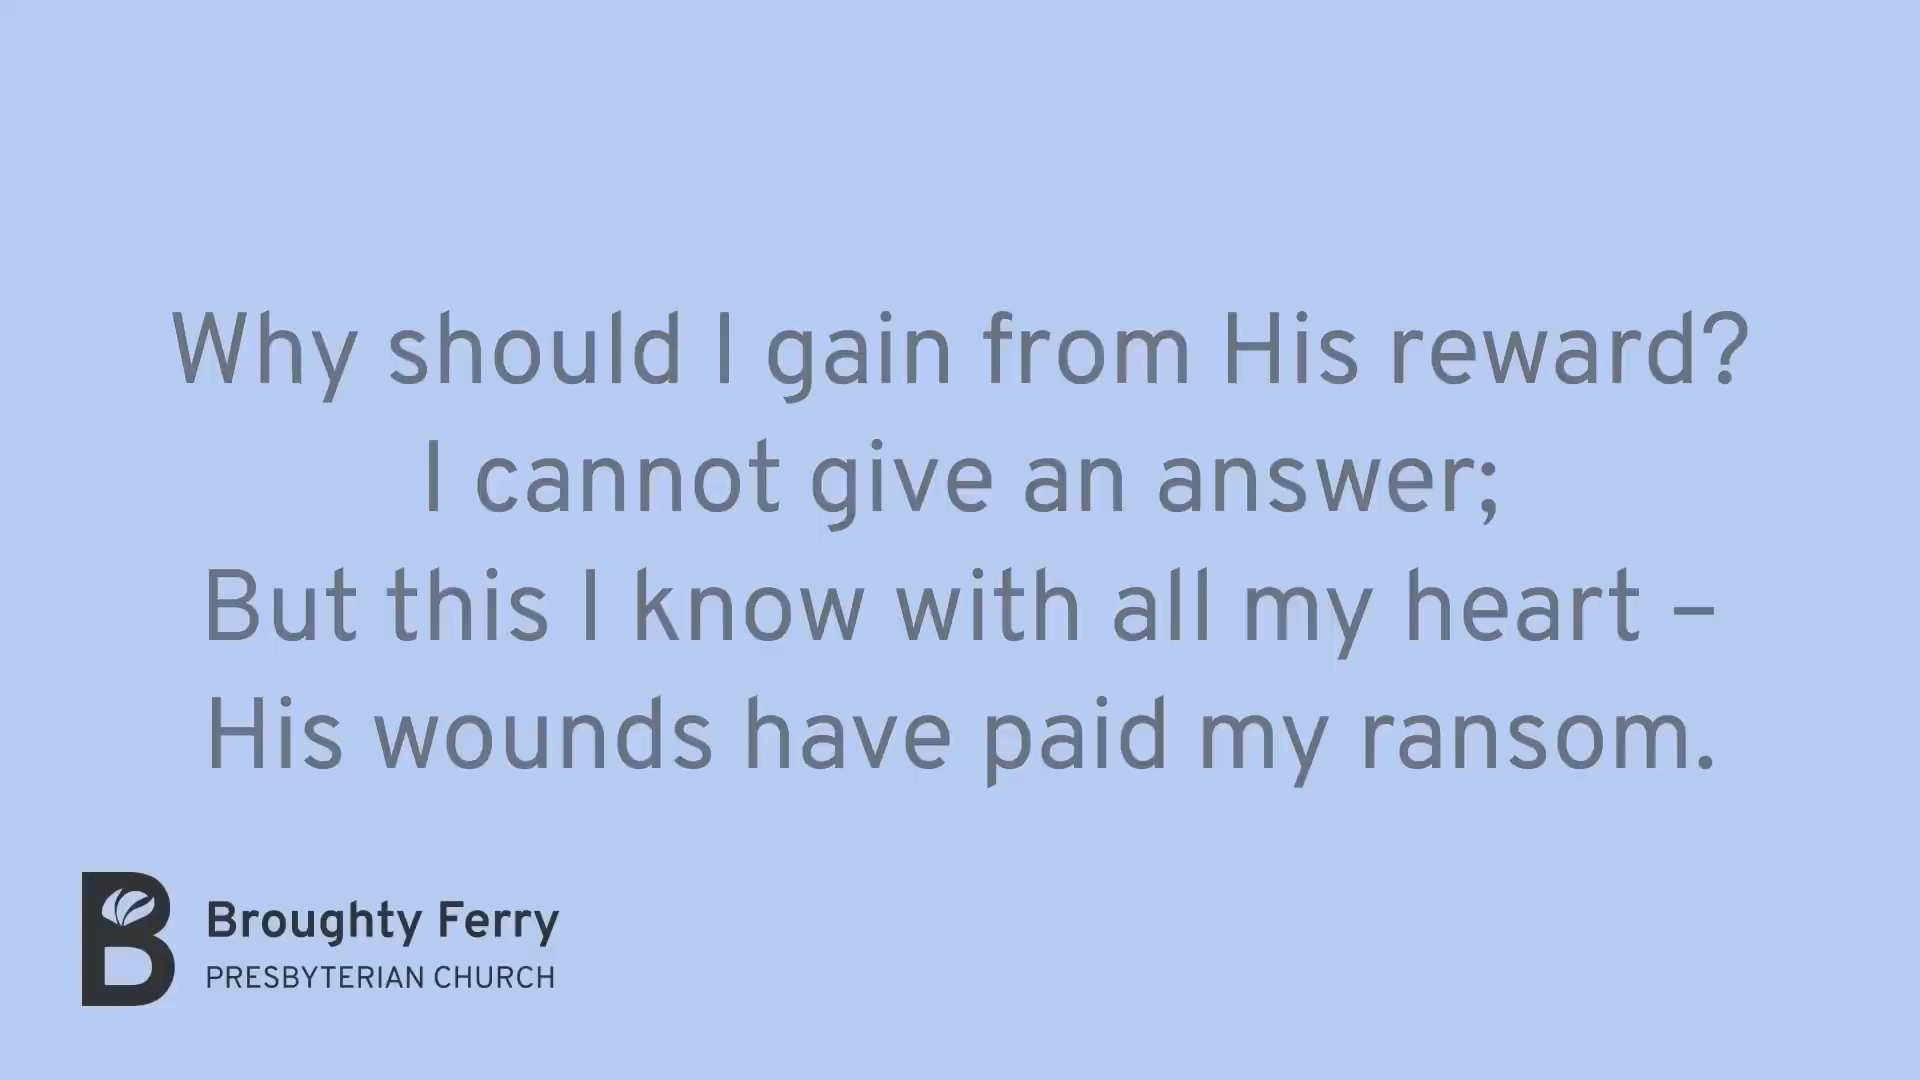 Why should I gain from His reward?
I cannot give an answer;
But this I know with all my heart –
His wounds have paid my ransom.
B
Broughty Ferry
PRESBYTERIAN CHURCH